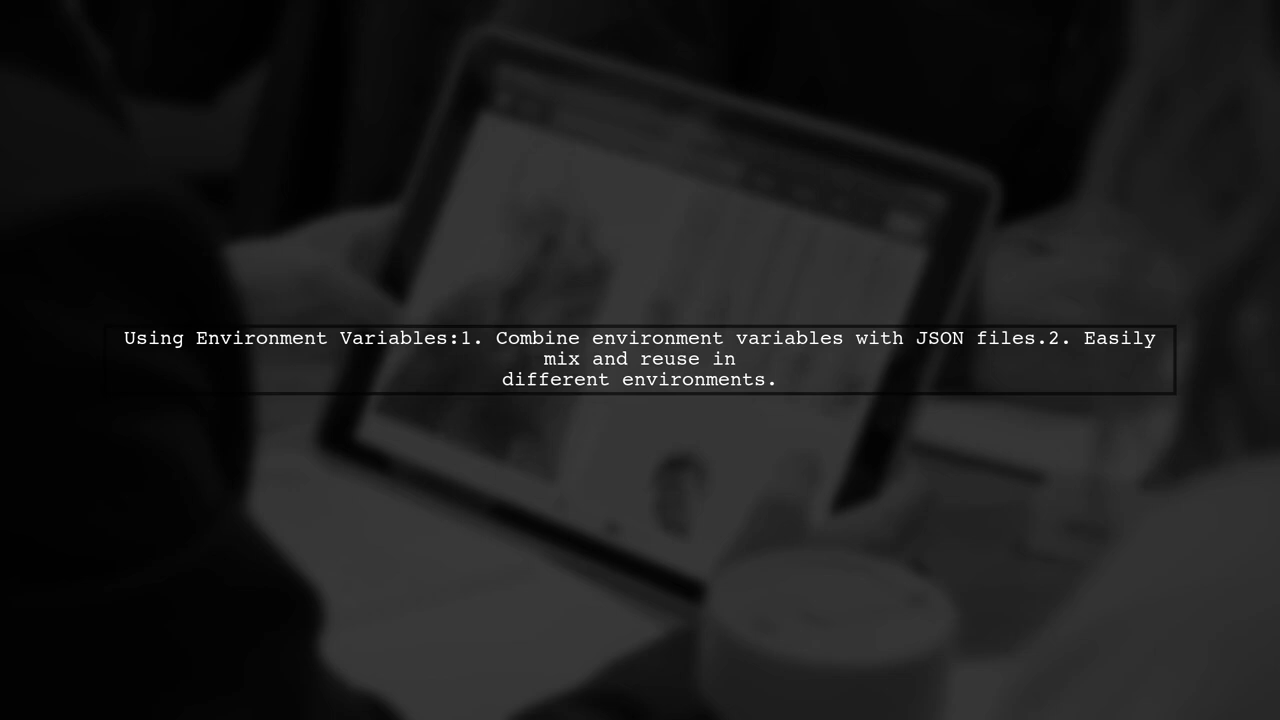 Using Environment Variables:1. Combine environment variables with JSON files.2. Easily
mix and reuse in
different environments.